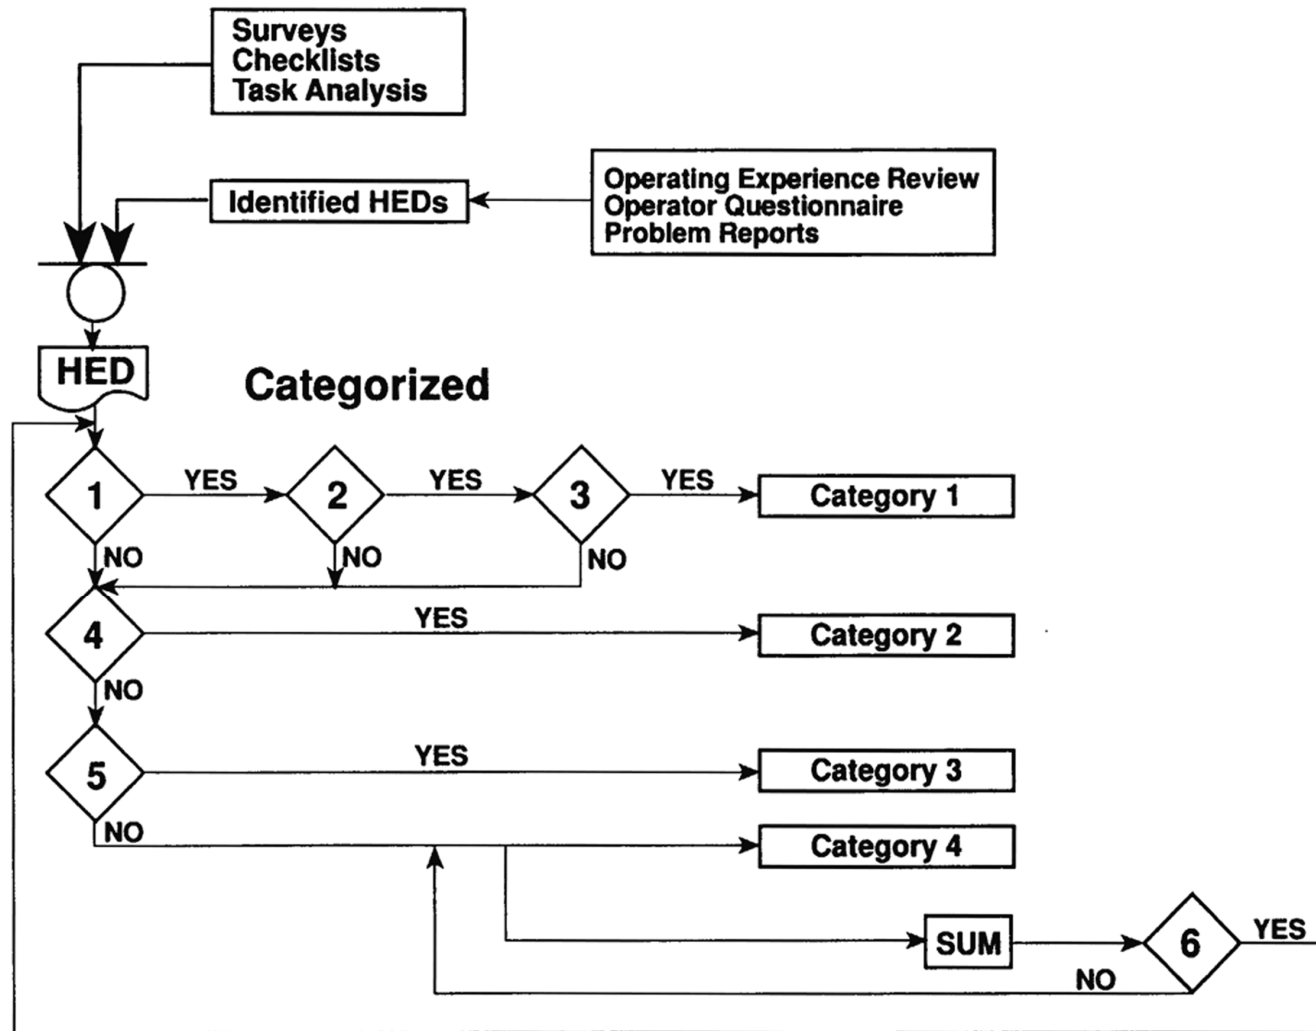 Surveys
Checklists
Task Analysis
Identified HEDs
Operating Experience Review
Operator Questionnaire
Problem Reports
HED
Categorized
1
YES
2
YES
3
YES
Category 1
NO
NO
NO
4
YES
Category 2
NO
5
YES
Category 3
NO
Category 4
SUM
6
YES
NO